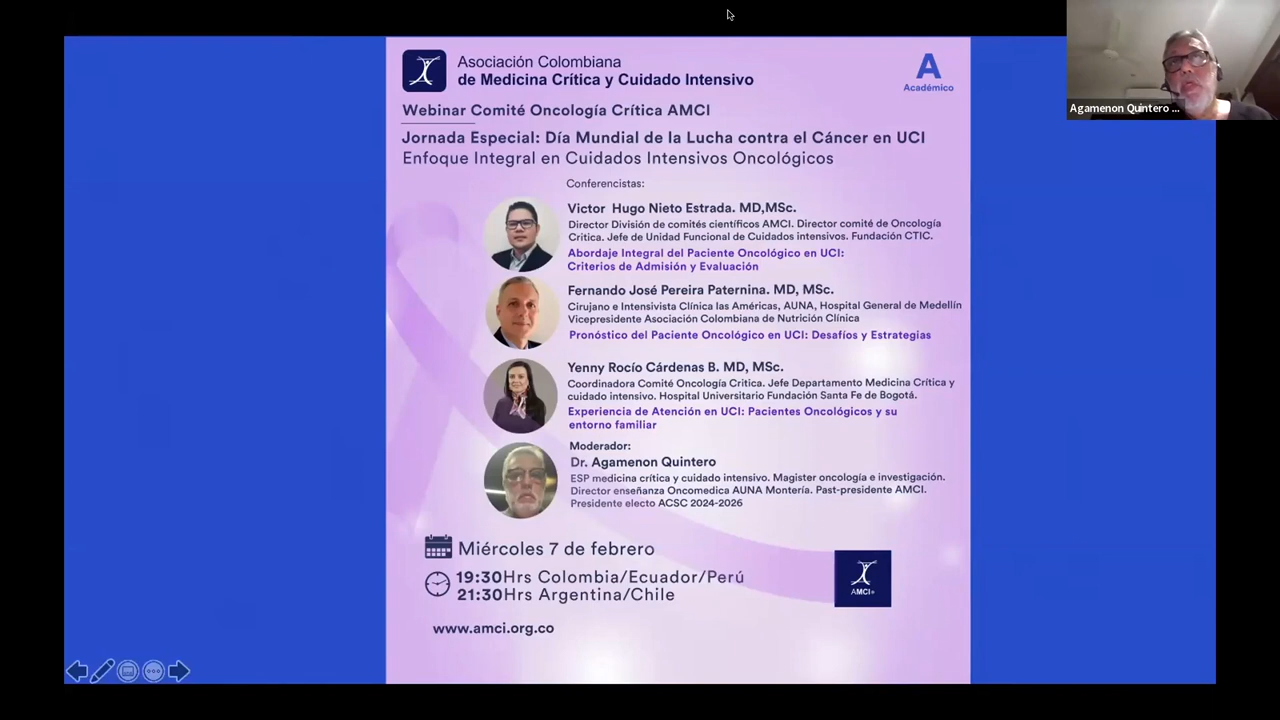 Asociación Colombiana
de Medicina Crítica y Cuidado Intensivo
A
Académico
Webinar Comité Oncología Crítica AMCI
Jornada Especial: Día Mundial de la Lucha contra el Cáncer en UCI
Enfoque Integral en Cuidados Intensivos Oncológicos
Conferencistas:
Victor Hugo Nieto Estrada. MD,MSc.
Director División de comités científicos AMCI. Director comité de Oncología
Critica. Jefe de Unidad Funcional de Cuidados intensivos. Fundación CTIC.
Abordaje Integral del Paciente Oncológico en UCI:
Criterios de Admisión y Evaluación
Fernando José Pereira Paternina. MD, MSc.
Cirujano e Intensivista Clínica las Américas, AUNA, Hospital General de Medellín
Vicepresidente Asociación Colombiana de Nutrición Clínica
Pronóstico del Paciente Oncológico en UCI: Desafíos y Estrategias
Yenny Rocío Cárdenas B. MD, MSc.
Coordinadora Comité Oncología Critica. Jefe Departamento Medicina Crítica y
cuidado intensivo. Hospital Universitario Fundación Santa Fe de Bogotá.
Experiencia de Atención en UCI: Pacientes Oncológicos y su
entorno familiar
Moderador:
Dr. Agamenon Quintero
ESP medicina crítica y cuidado intensivo. Magister oncología e investigación.
Director enseñanza Oncomedica AUNA Montería. Past-presidente AMCI.
Presidente electo ACSC 2024-2026
Miércoles 7 de febrero
19:30Hrs Colombia/Ecuador/Perú
21:30Hrs Argentina/Chile
AMCI+
www.amci.org.co
Agamenon Quintero ...